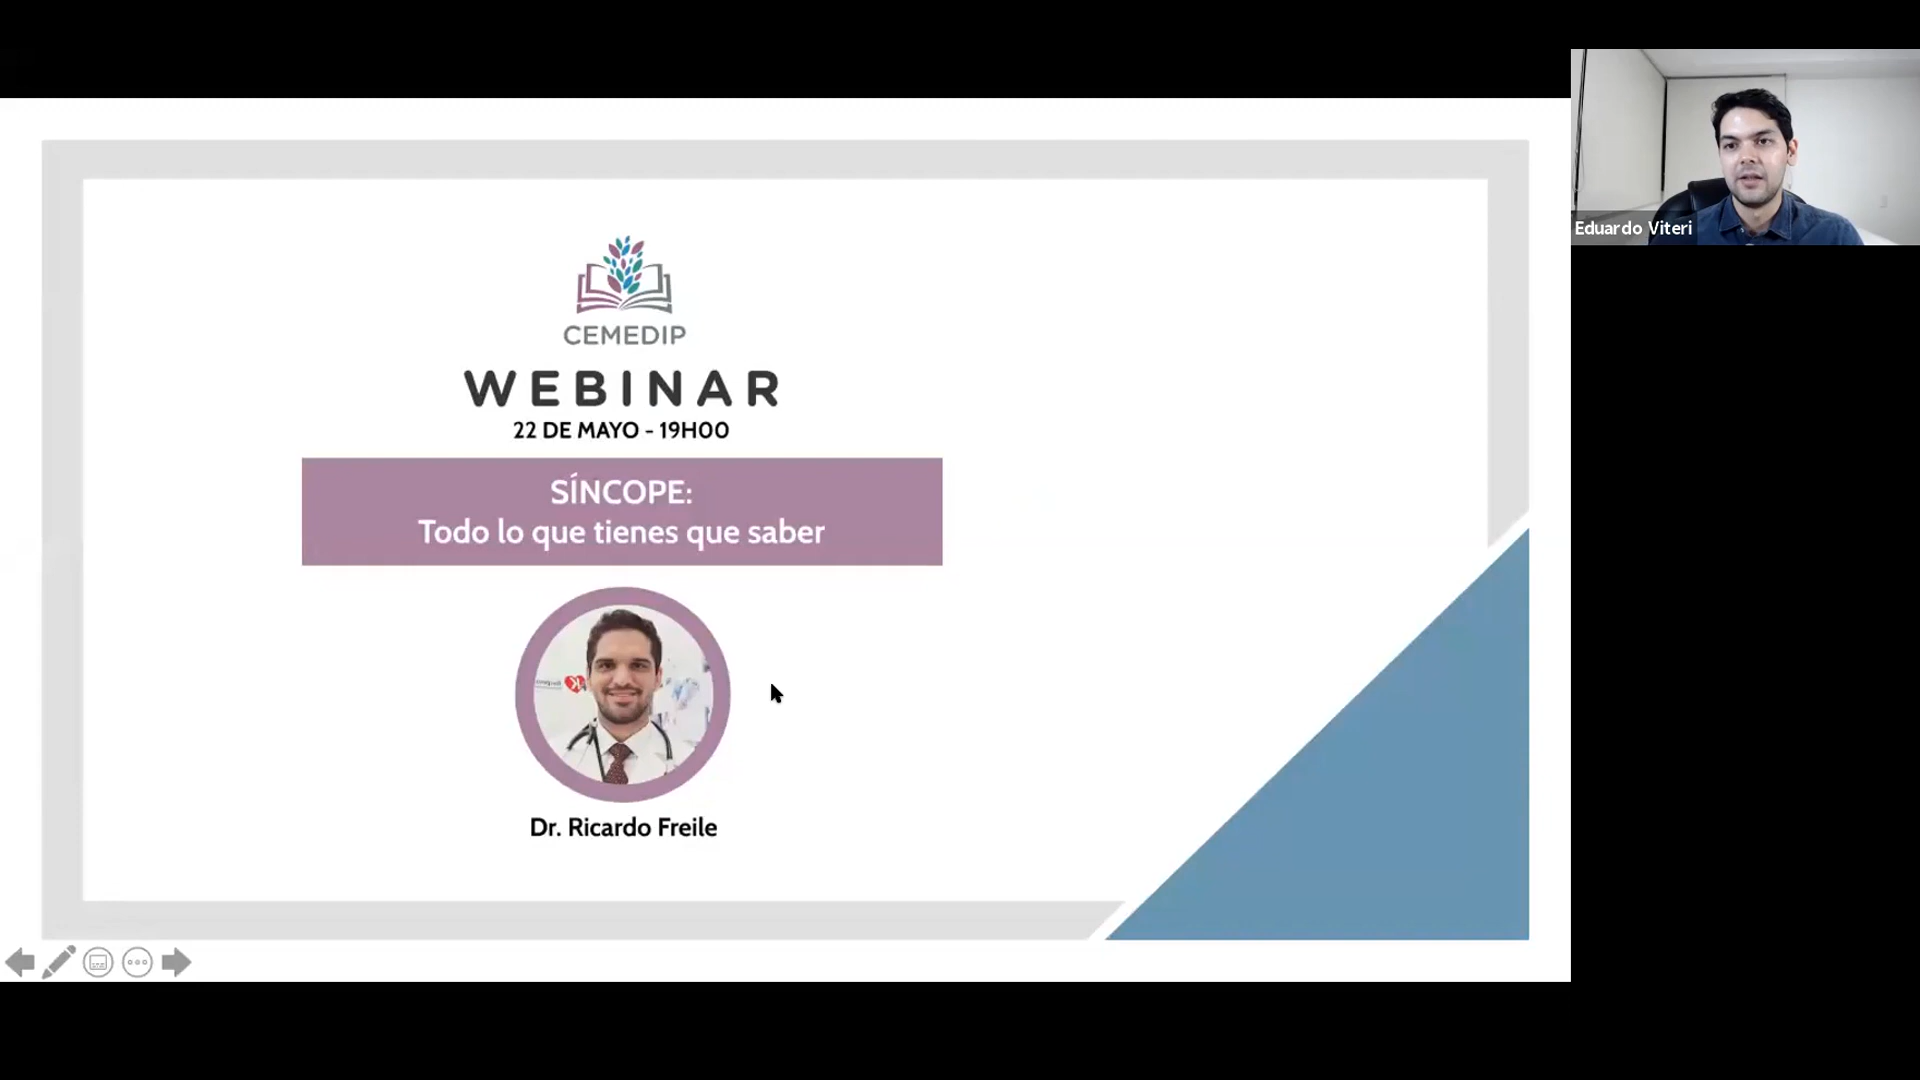 CEMEDIP
WEBINAR
22 DE MAYO - 19H00
SÍNCOPE:
Todo lo que tienes que saber
Dr. Ricardo Freile
Eduardo Viteri